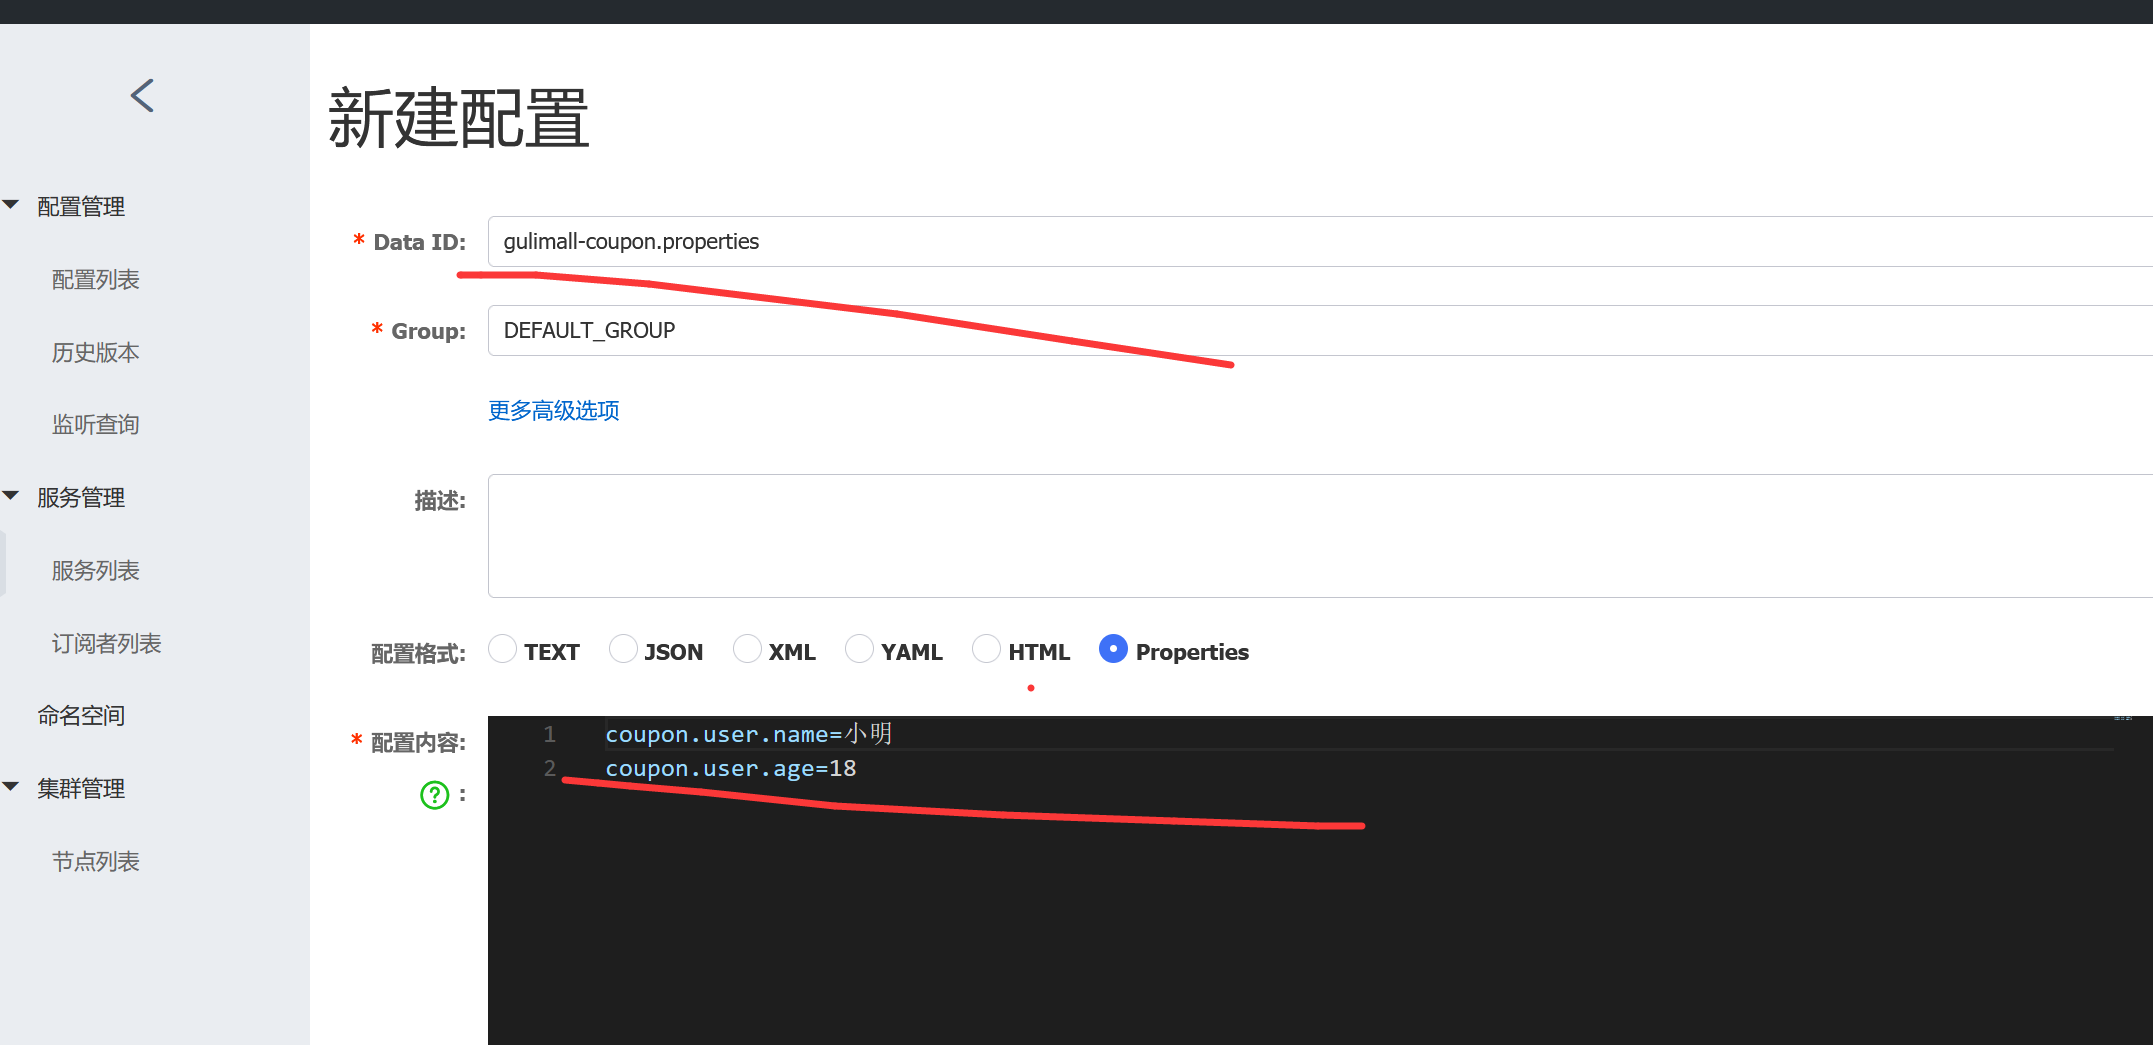 新建配置
配置管理
配置列表
历史版本
监听查询
服务管理
服务列表
订阅者列表
命名空间
集群管理
节点列表
* Data ID: gulimall-coupon.properties
* Group: DEFAULT_GROUP
更多高级选项
描述:
配置格式: TEXT JSON XML YAML HTML Properties
* 配置内容: ? :
1 coupon.user.name=小明
2 coupon.user.age=18